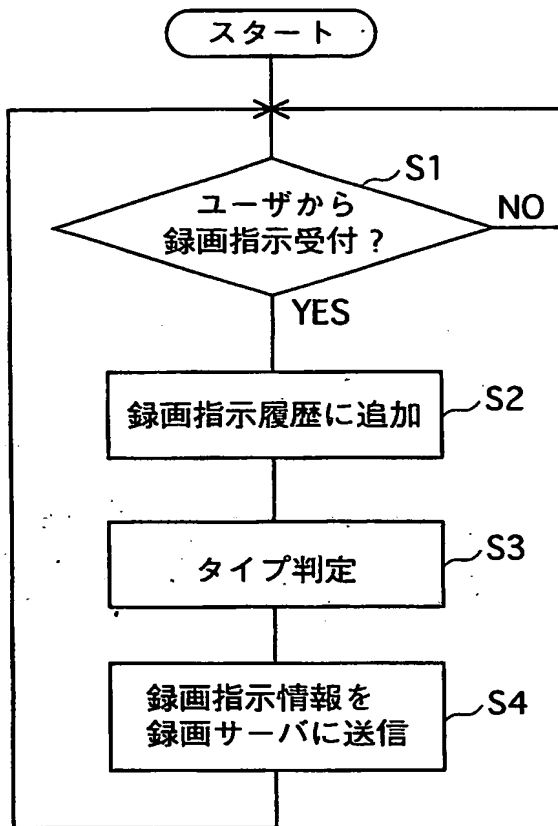 スタート
S1
ユーザから
録画指示受付?
NO
YES
録画指示履歴に追加
S2
タイプ判定
S3
録画指示情報を
録画サーバに送信
S4